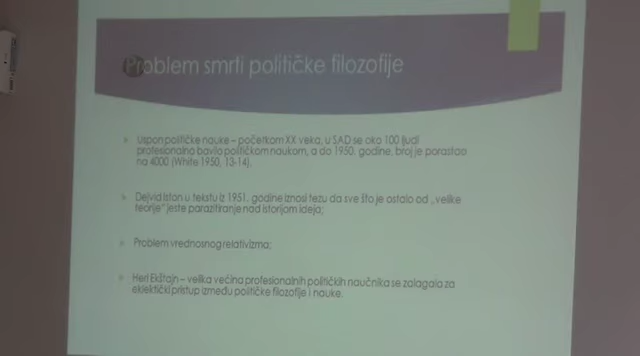 Problem smrti političke filozofije
Uspon političke nauke – početkom XX veka, u SAD se oko 100 ljudi
profesionalno bavilo političkom naukom, a do 1950. godine, broj je porastao
na 4000 (White 1950, 13-14).
Dejvid Iston u tekstu iz 1951. godine iznosi tezu da sve što je ostalo od „velike
teorije“ jeste parazitiranje nad istorijom ideja;
Problem vrednosnog relativizma;
Heri Ekštajn – velika većina profesionalnih političkih naučnika se zalagala za
eklektički pristup između političke filozofije i nauke.